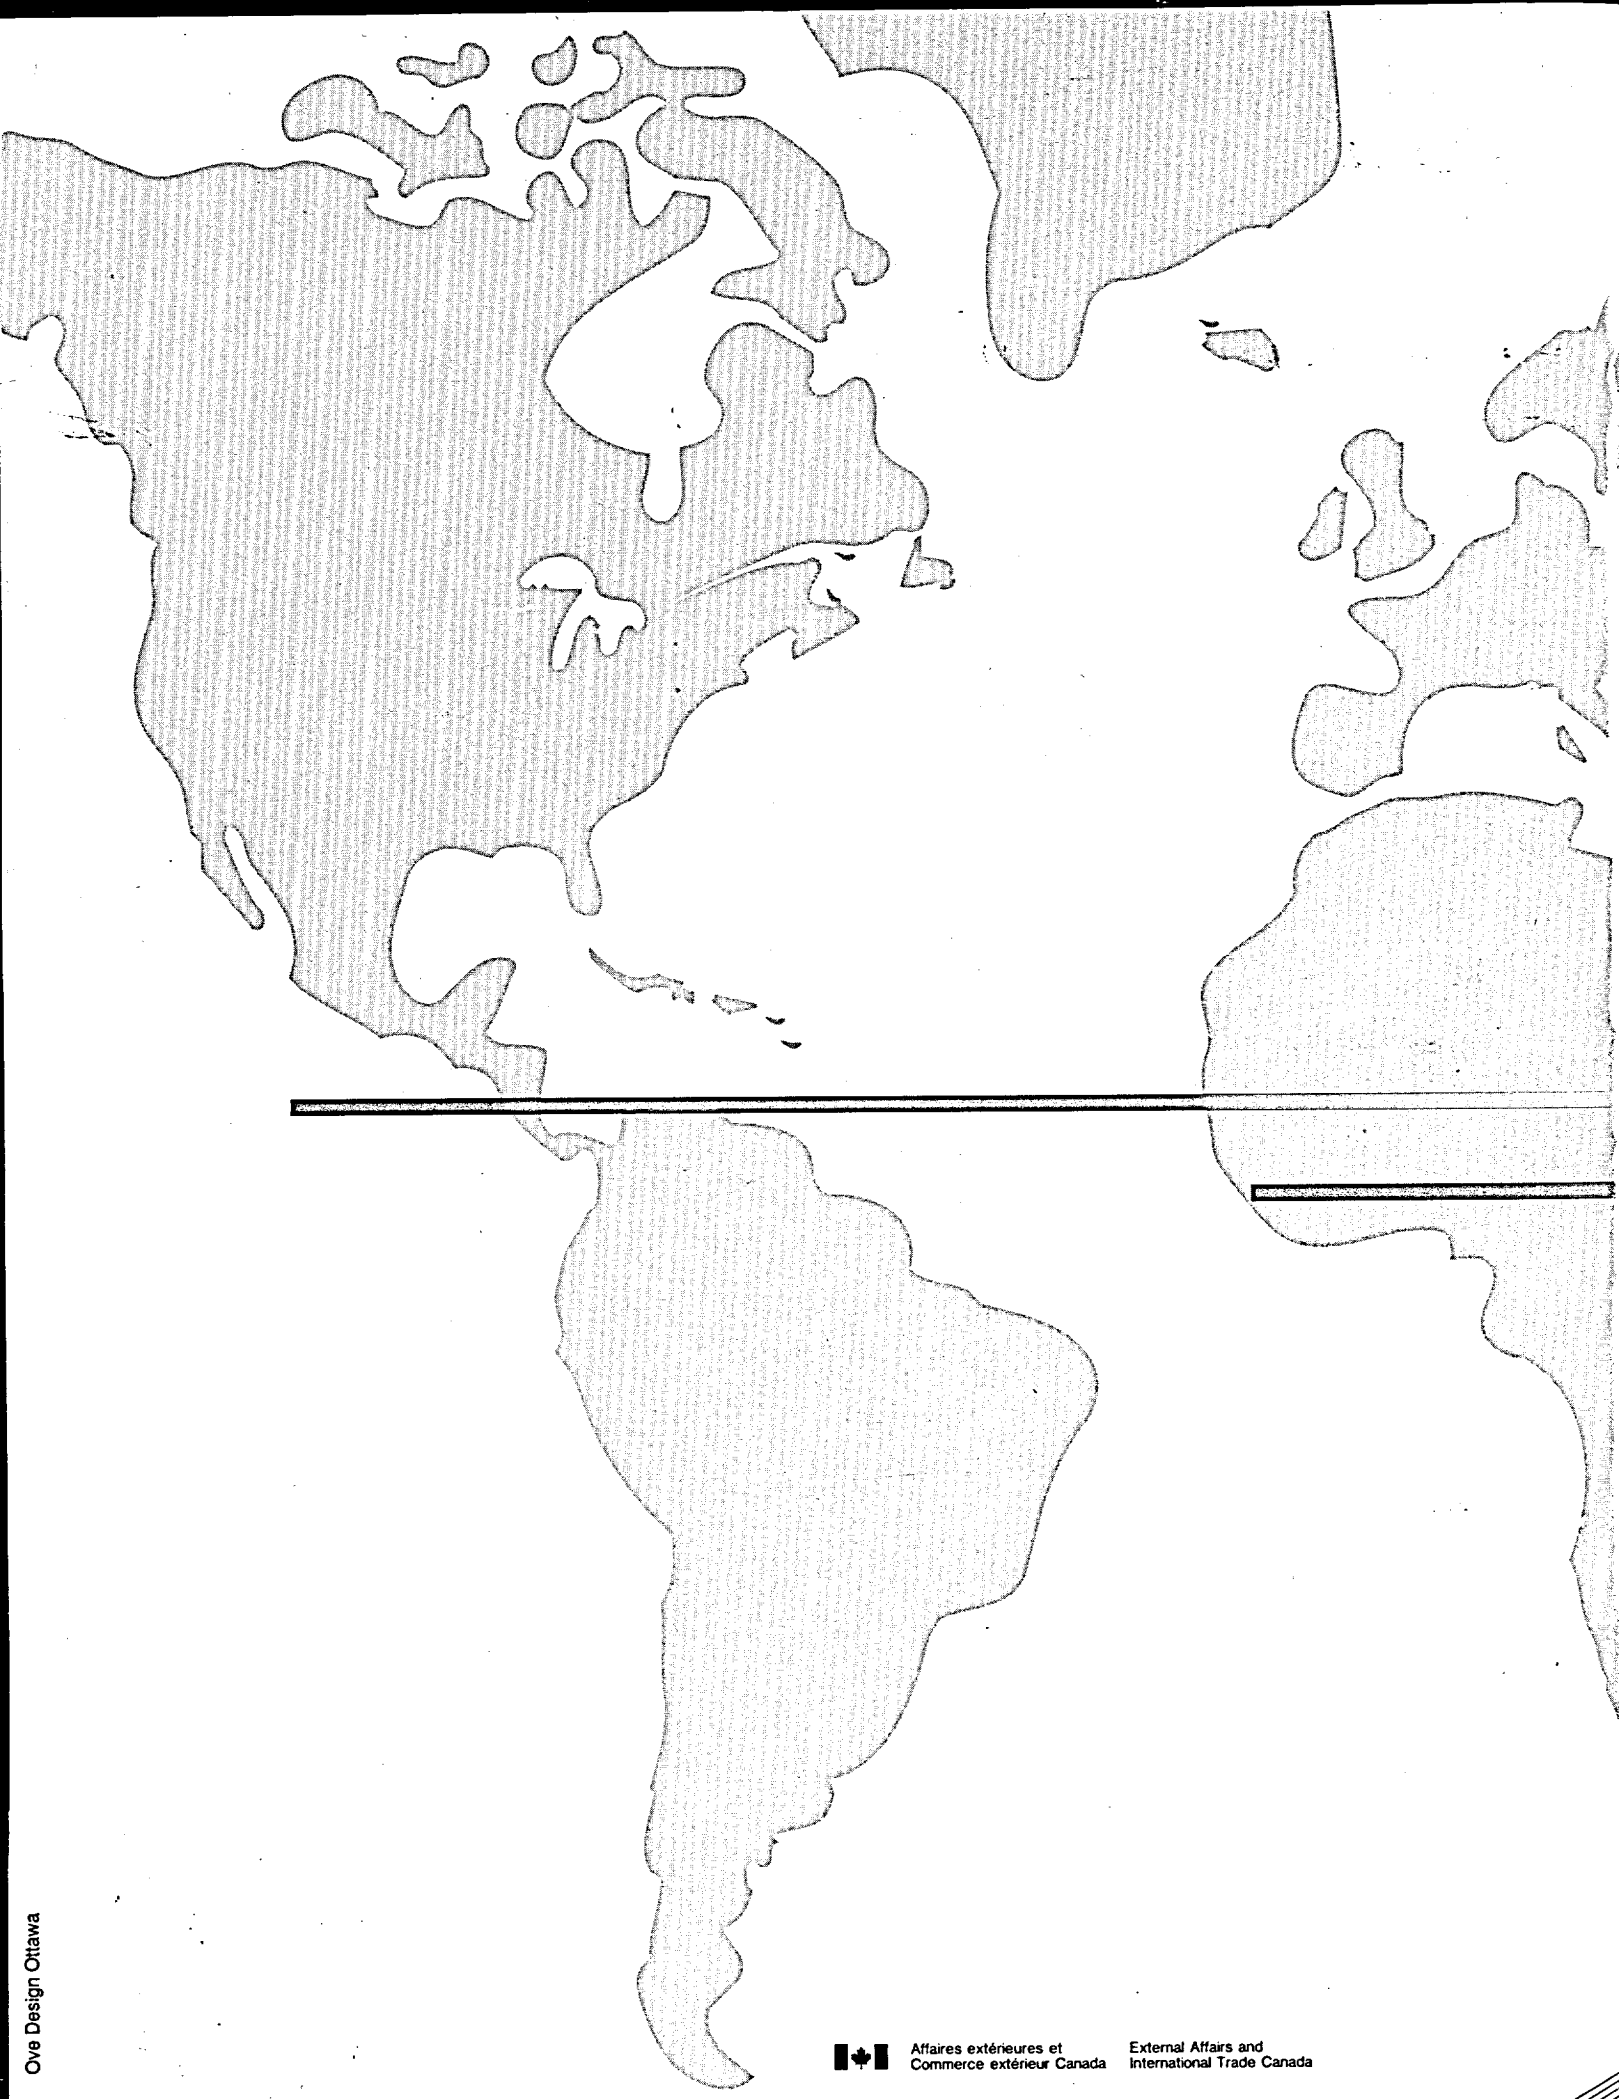 Ove Design Ottawa
Affaires extérieures et
Commerce extérieur Canada
External Affairs and
International Trade Canada